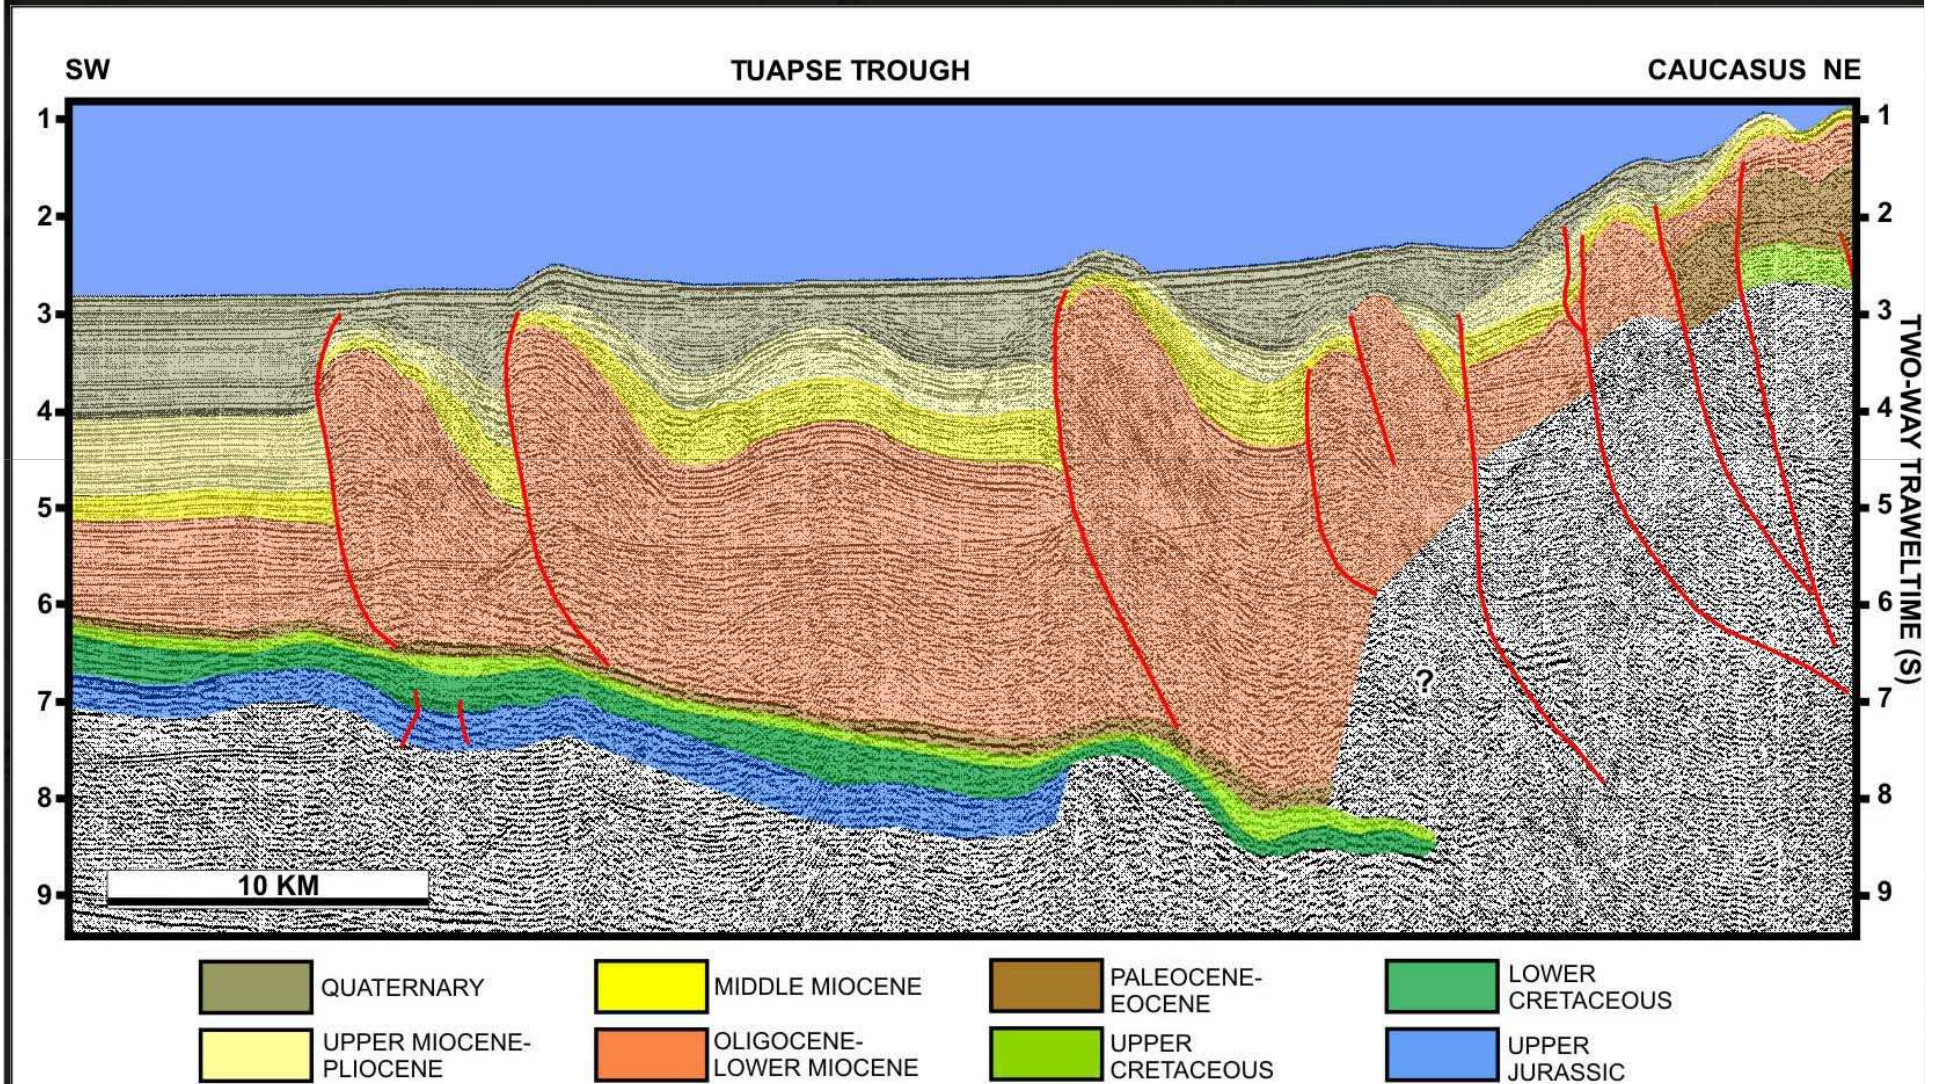 SW
TUAPSE TROUGH
CAUCASUS NE
1
2
3
4
5
6
7
8
9
1
2
3
4
5
6
7
8
9
TWO-WAY TRAWELTIME (S)
?
10 KM
QUATERNARY
MIDDLE MIOCENE
PALEOCENE-
EOCENE
LOWER
CRETACEOUS
UPPER MIOCENE-
PLIOCENE
OLIGOCENE-
LOWER MIOCENE
UPPER
CRETACEOUS
UPPER
JURASSIC